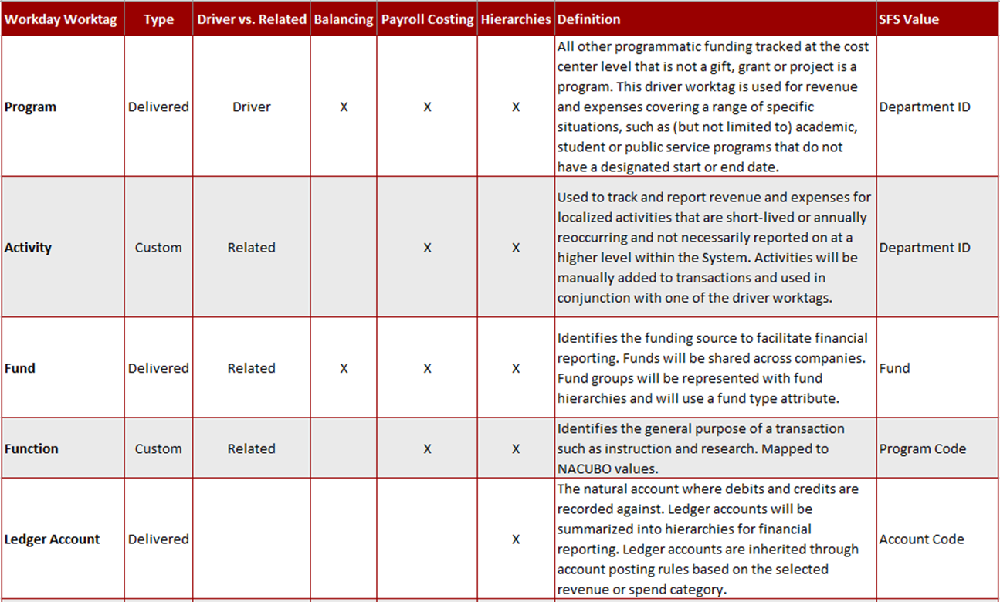 Workday Worktag Type Driver vs. Related Balancing Payroll Costing Hierarchies Definition SFS Value
Program Delivered Driver X X X
All other programmatic funding tracked at the cost
center level that is not a gift, grant or project is a
program. This driver worktag is used for revenue
and expenses covering a range of specific
situations, such as (but not limited to) academic,
student or public service programs that do not
have a designated start or end date.
Department ID
Activity Custom Related X X
Used to track and report revenue and expenses for
localized activities that are short-lived or annually
reoccurring and not necessarily reported on at a
higher level within the System. Activities will be
manually added to transactions and used in
conjunction with one of the driver worktags.
Department ID
Fund Delivered Related X X X
Identifies the funding source to facilitate financial
reporting. Funds will be shared across companies.
Fund groups will be represented with fund
hierarchies and will use a fund type attribute.
Fund
Function Custom Related X X
Identifies the general purpose of a transaction
such as instruction and research. Mapped to
NACUBO values.
Program Code
Ledger Account Delivered X
The natural account where debits and credits are
recorded against. Ledger accounts will be
summarized into hierarchies for financial
reporting. Ledger accounts are inherited through
account posting rules based on the selected
revenue or spend category.
Account Code